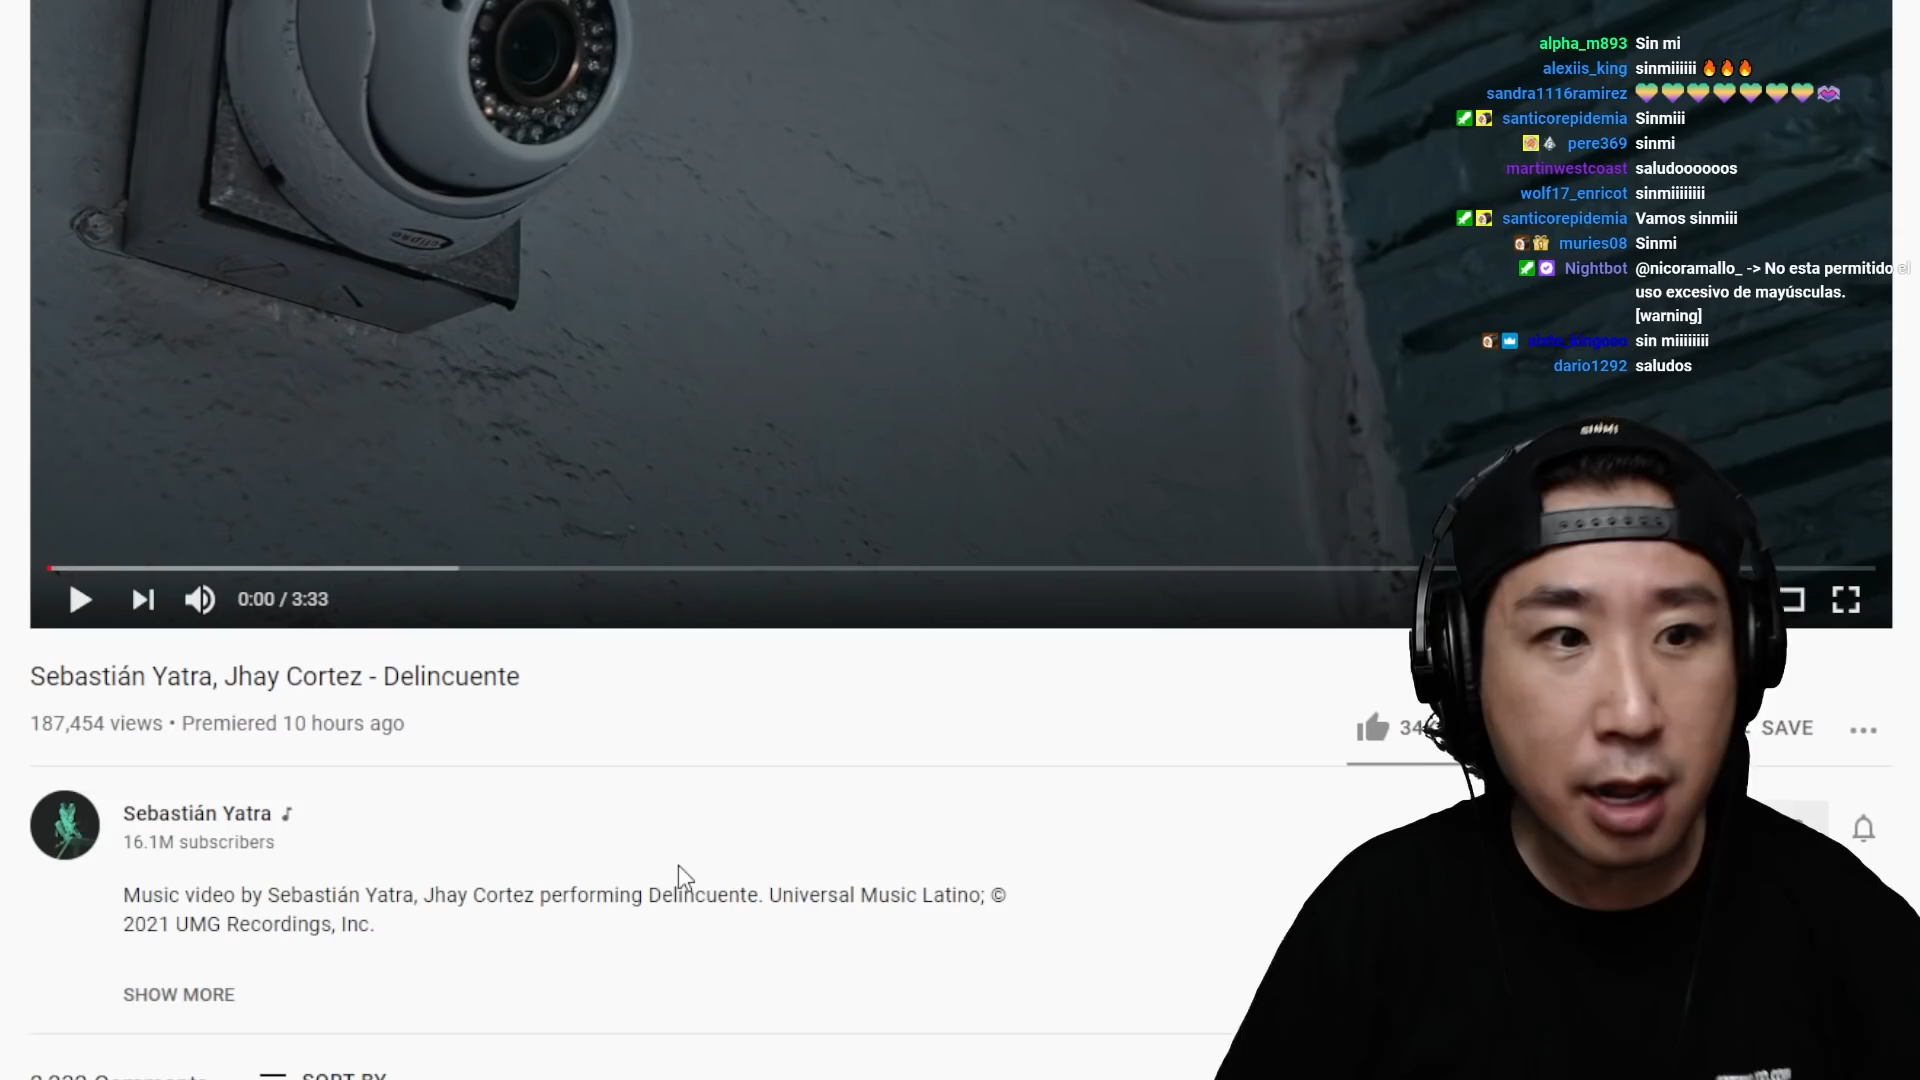 eclipse
alpha_m893 Sin mi
alexiis_king sinmiiiiii 🔥🔥🔥
sandra1116ramirez
santicorepidemia Sinmiii
pere369 sinmi
martinwestcoast saludoooooos
wolf17_enricot sinmiiiiiiii
santicorepidemia Vamos sinmiii
muries08 Sinmi
Nightbot @nicoramallo_ -> No esta permitido el
uso excesivo de mayúsculas.
[warning]
sin miiiiiiii
dario1292 saludos
SINMI
0:00 / 3:33
Sebastián Yatra, Jhay Cortez - Delincuente
187,454 views • Premiered 10 hours ago
SAVE
Sebastián Yatra
16.1M subscribers
Music video by Sebastián Yatra, Jhay Cortez performing Delincuente. Universal Music Latino; ©
2021 UMG Recordings, Inc.
SHOW MORE
SORT BY